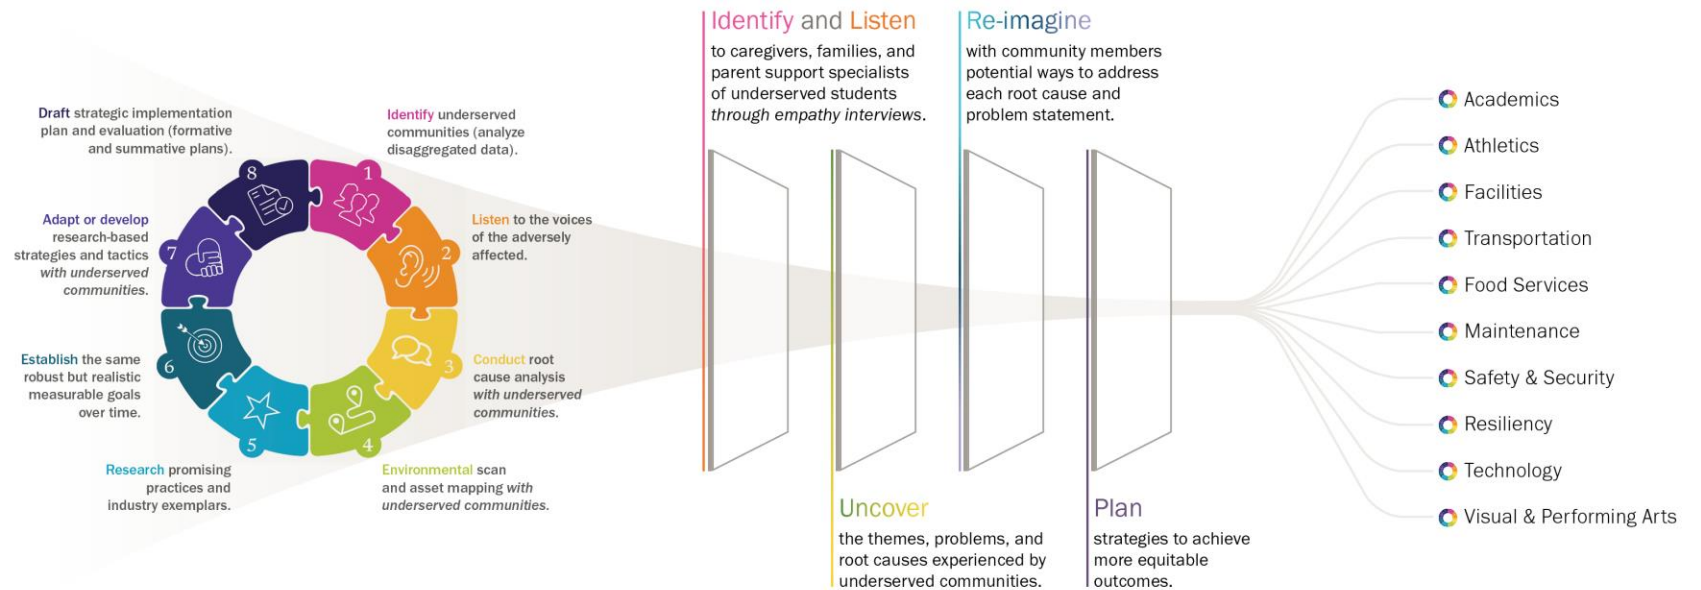 Draft strategic implementation
plan and evaluation (formative
and summative plans).
Identify underserved
communities (analyze
disaggregated data).
8
1
Adapt or develop
research-based
strategies and tactics
with underserved
communities.
7
2
Listen to the voices
of the adversely
affected.
Establish the same
robust but realistic
measurable goals
over time.
6
3
Conduct root
cause analysis
with underserved
communities.
5
4
Research promising
practices and
industry exemplars.
Environmental scan
and asset mapping with
underserved communities.
Identify and Listen
to caregivers, families, and
parent support specialists
of underserved students
through empathy interviews.
Re-imagine
with community members
potential ways to address
each root cause and
problem statement.
Uncover
the themes, problems, and
root causes experienced by
underserved communities.
Plan
strategies to achieve
more equitable
outcomes.
Academics
Athletics
Facilities
Transportation
Food Services
Maintenance
Safety & Security
Resiliency
Technology
Visual & Performing Arts